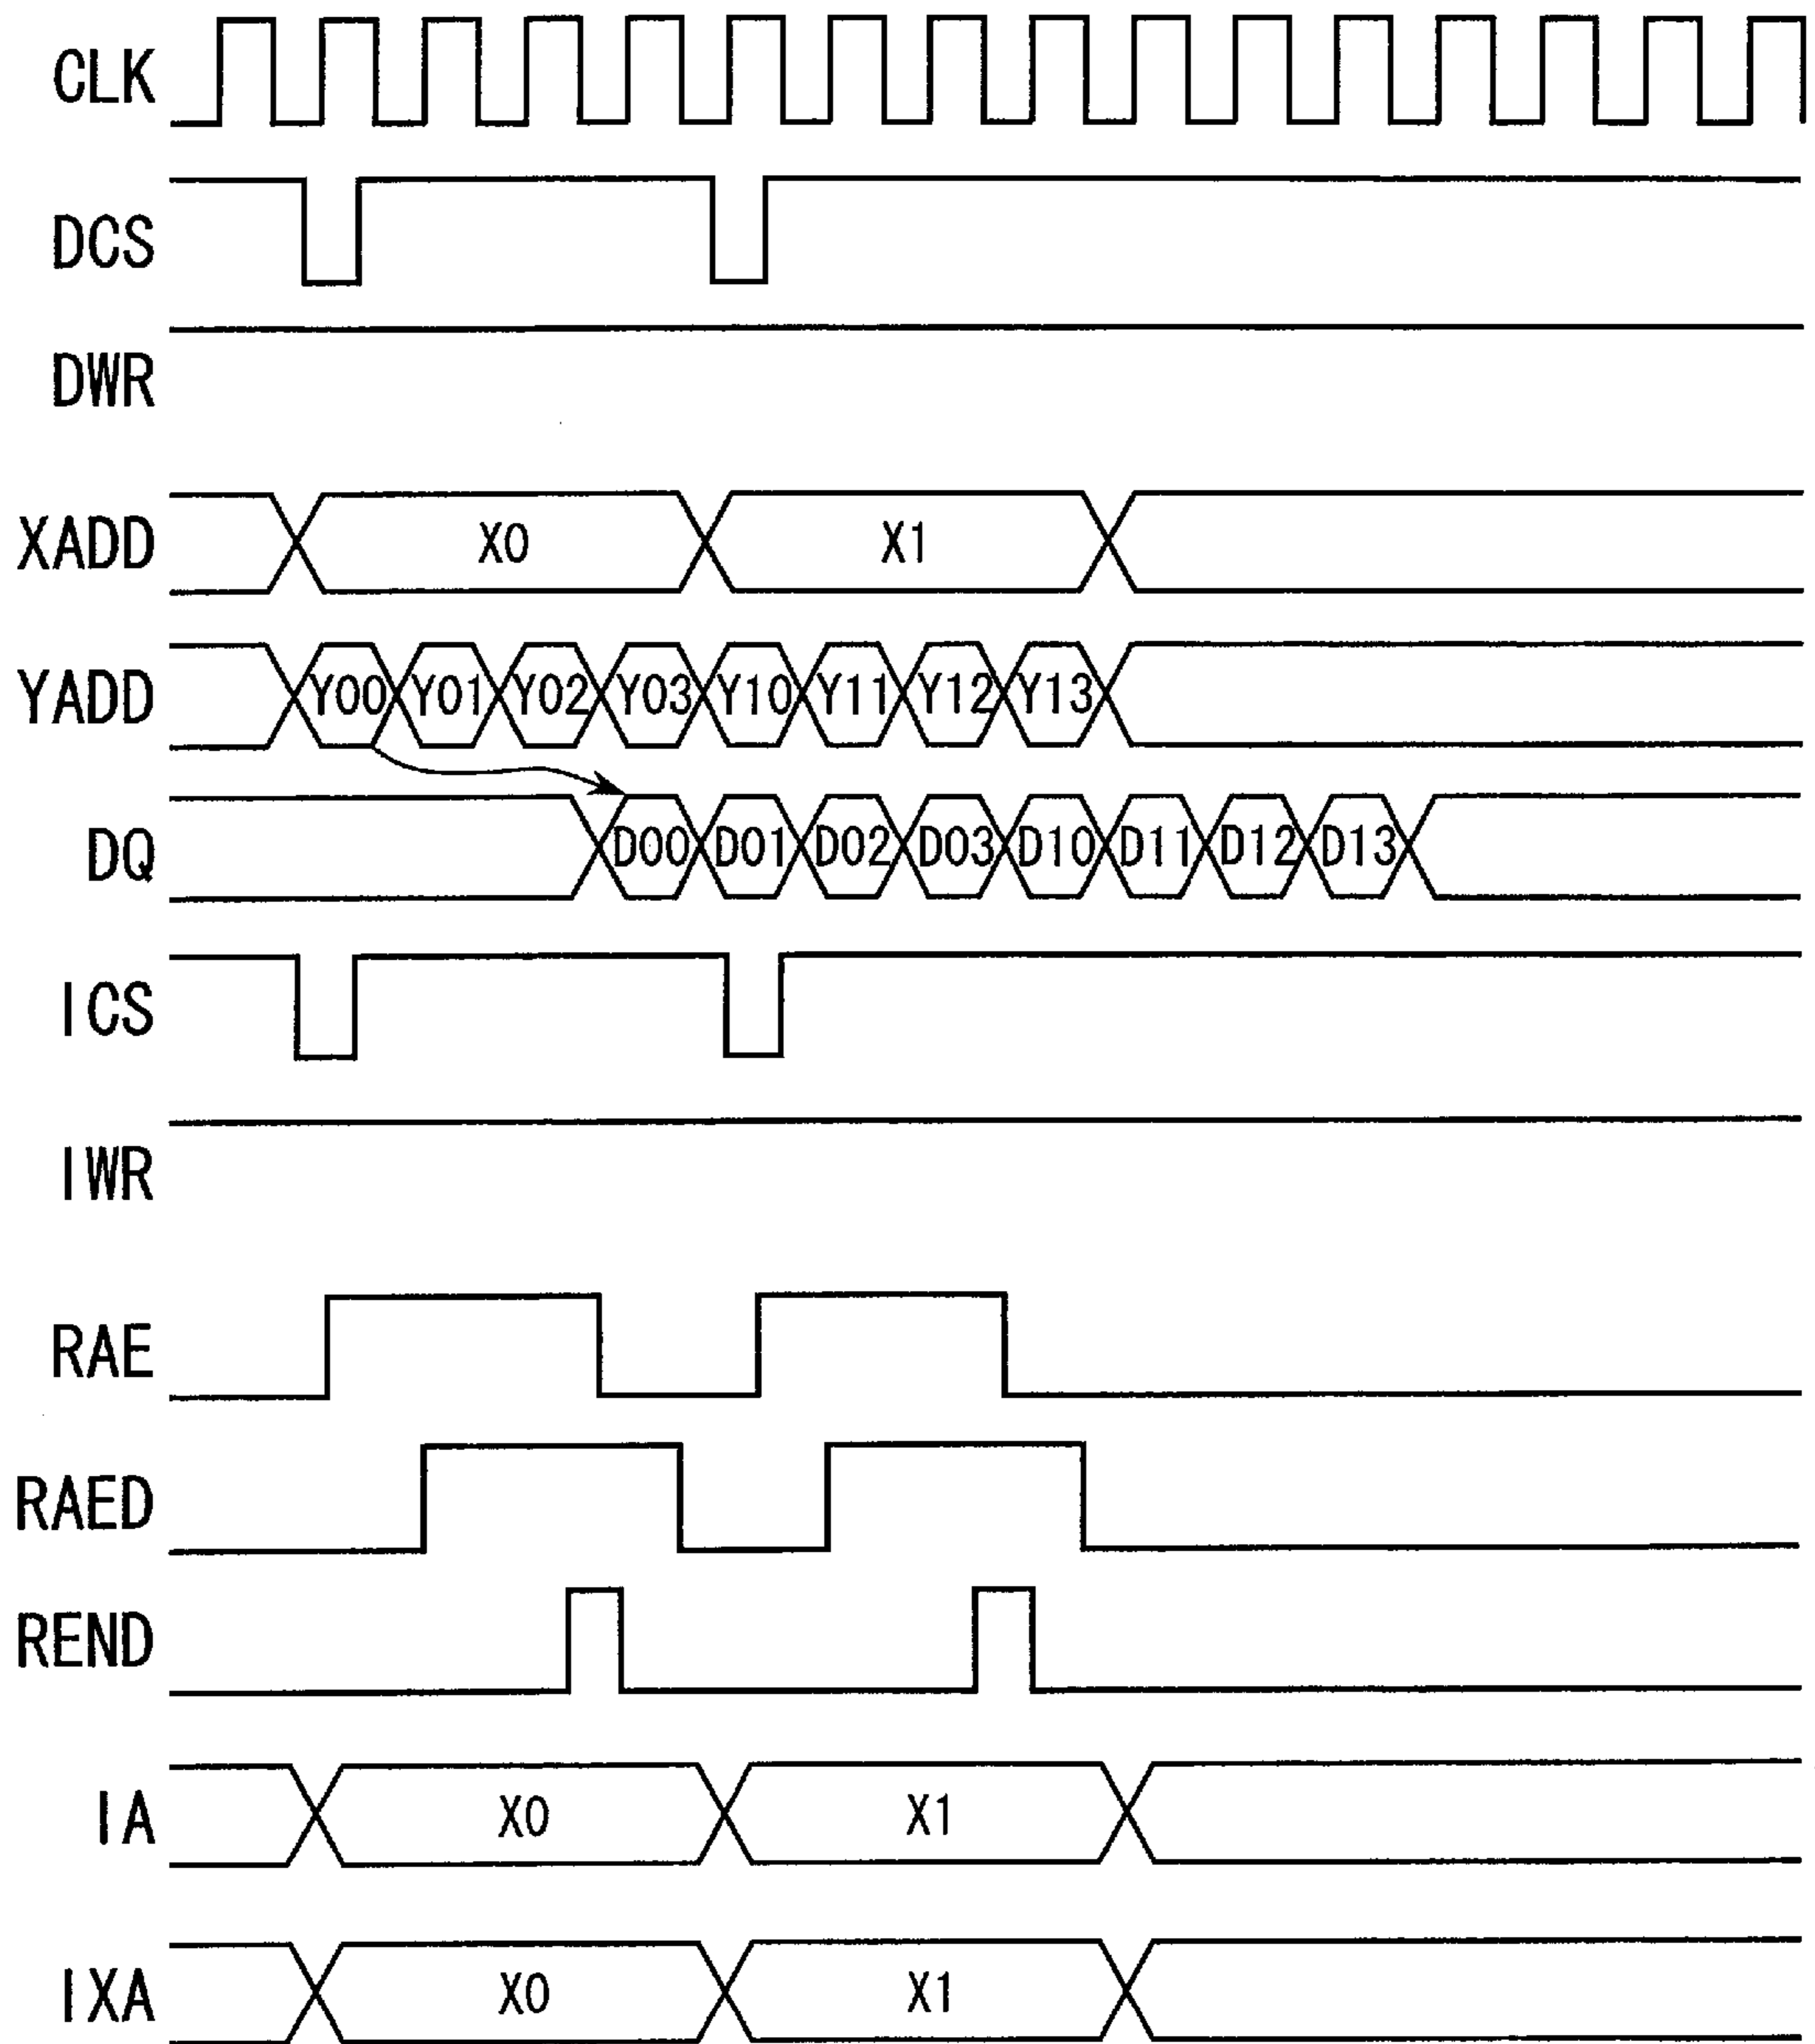 CLK
DCS
DWR
XADD X0 X1
YADD Y00 Y01 Y02 Y03 Y10 Y11 Y12 Y13
DQ D00 D01 D02 D03 D10 D11 D12 D13
ICS
IWR
RAE
RAED
REND
IA X0 X1
IXA X0 X1